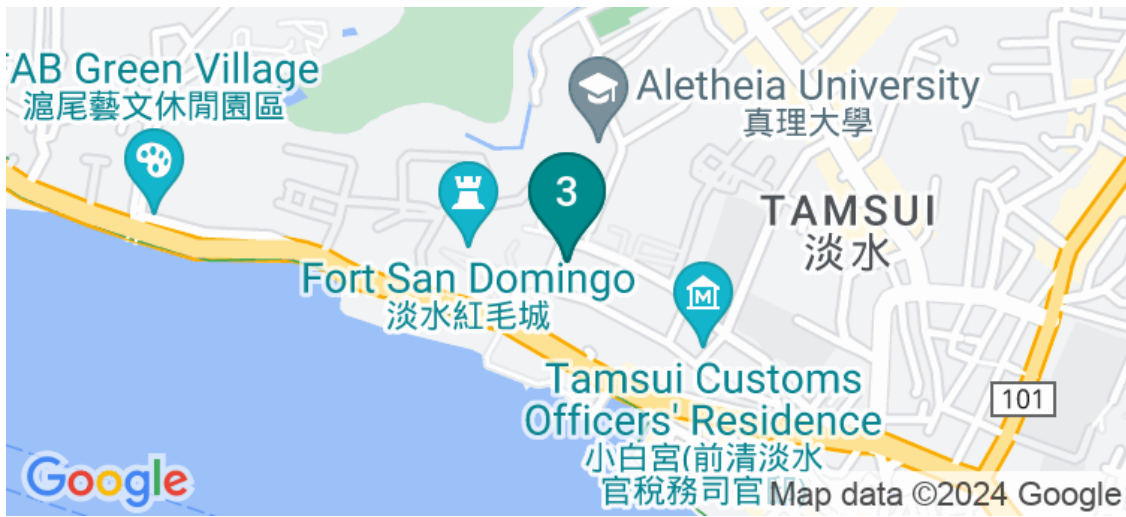 TAB Green Village
滬尾藝文休閒園區
Aletheia University
真理大學
3
TAMSUI
淡水
Fort San Domingo
淡水紅毛城
M
Tamsui Customs
Officers' Residence
小白宮(前清淡水
官稅務司官
101
Google
Map data ©2024 Google